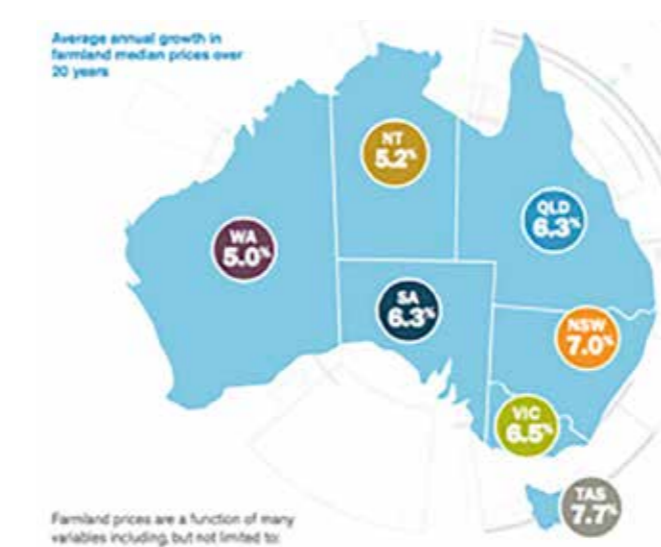 Average annual growth in
farmland median prices over
20 years
NT
5.2%
QLD
6.3%
WA
5.0%
SA
6.3%
NSW
7.0%
VIC
6.5%
TAS
7.7%
Farmland prices are a function of many
variables including, but not limited to: